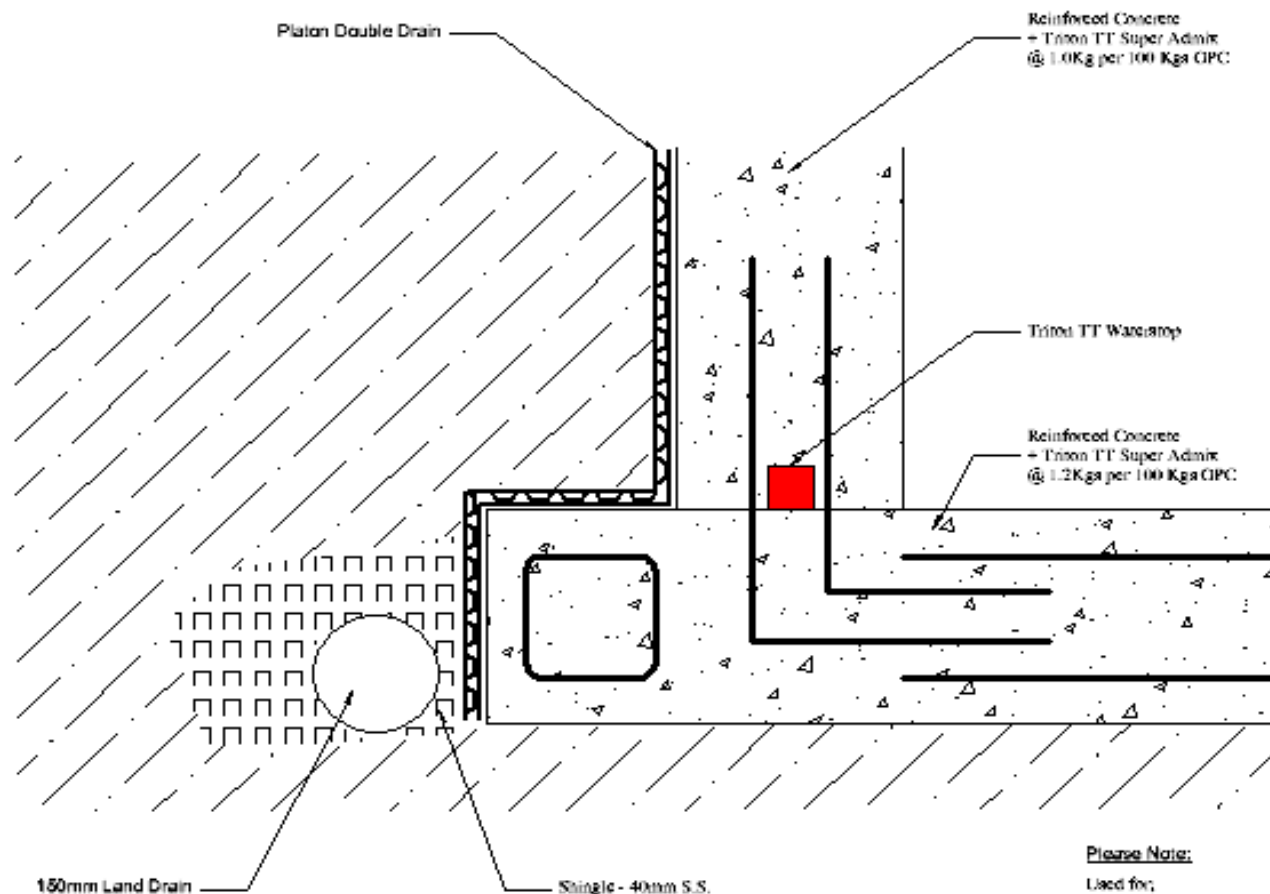 Platon Double Drain
Reinforced Concrete
+ Triton TT Super Admix
@ 1.0Kg per 100 Kgs OPC
Triton TT Waterstop
Reinforced Concrete
+ Triton TT Super Admix
@ 1.2Kgs per 100 Kgs OPC
150mm Land Drain
Shingle - 40mm S.S.
Please Note:
Used for;